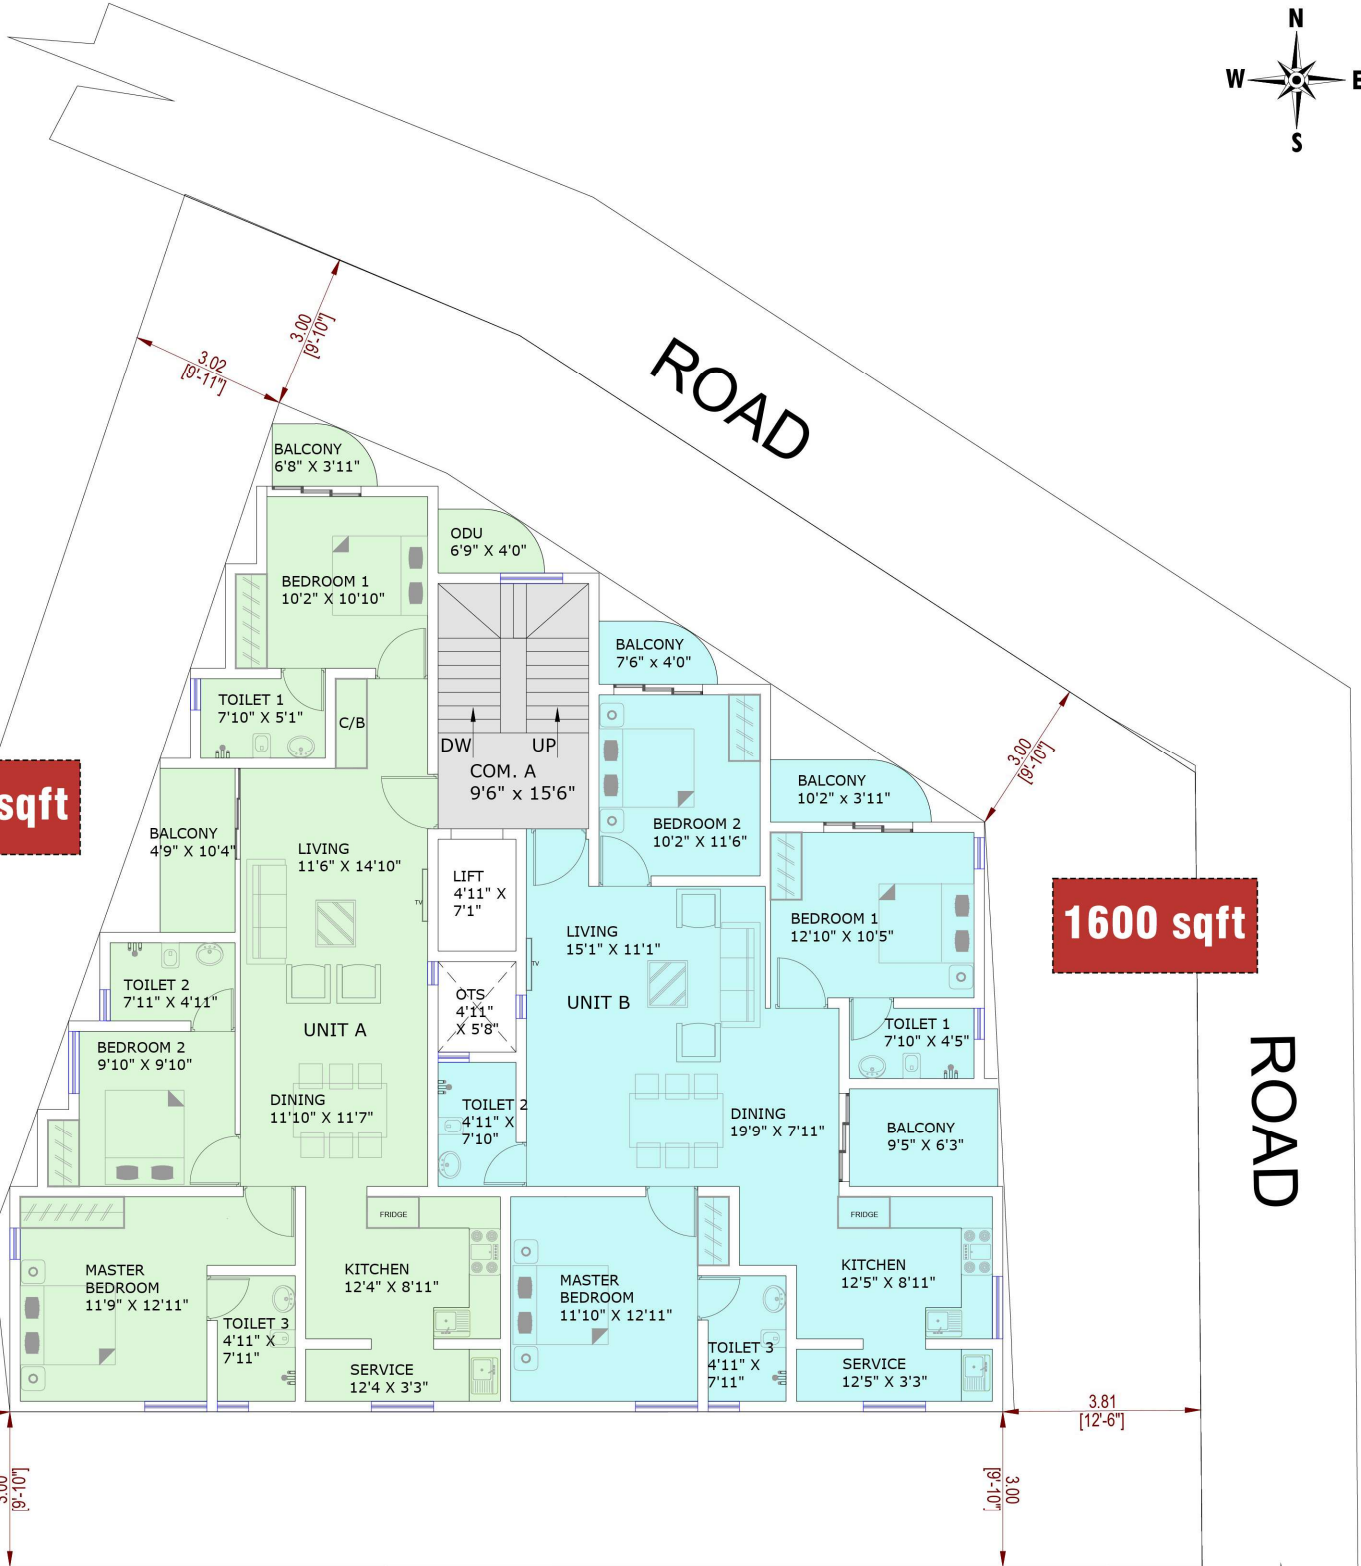 N
W
E
S
3.00
[9'-10"]
3.02
[9'-11"]
ROAD
BALCONY
6'8" X 3'11"
ODU
6'9" X 4'0"
BEDROOM 1
10'2" X 10'10"
BALCONY
7'6" x 4'0"
TOILET 1
7'10" X 5'1"
C/B
DW
UP
COM. A
9'6" x 15'6"
3.00
[9'-10"]
sqft
BALCONY
4'9" X 10'4"
LIVING
11'6" X 14'10"
TV
LIFT
4'11" X
7'1"
BEDROOM 2
10'2" X 11'6"
BALCONY
10'2" x 3'11"
BEDROOM 1
12'10" X 10'5"
1600 sqft
LIVING
15'1" X 11'1"
TV
UNIT B
TOILET 2
7'11" X 4'11"
OTS
4'11"
X 5'8"
UNIT A
TOILET 1
7'10" X 4'5"
BEDROOM 2
9'10" X 9'10"
DINING
11'10" X 11'7"
TOILET 2
4'11" X
7'10"
DINING
19'9" X 7'11"
BALCONY
9'5" X 6'3"
ROAD
FRIDGE
FRIDGE
MASTER
BEDROOM
11'9" X 12'11"
KITCHEN
12'4" X 8'11"
MASTER
BEDROOM
11'10" X 12'11"
KITCHEN
12'5" X 8'11"
TOILET 3
4'11" X
7'11"
SERVICE
12'4 X 3'3"
TOILET 3
4'11" X
7'11"
SERVICE
12'5" X 3'3"
3.81
[12'-6"]
3.00
[9'-10"]
3.00
[9'-10"]